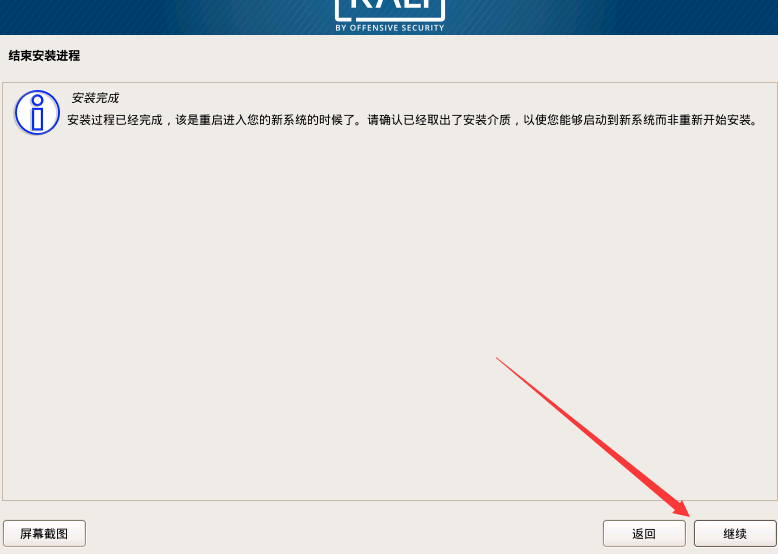 KALI
BY OFFENSIVE SECURITY
结束安装进程
安装完成
安装过程已经完成，该是重启进入您的新系统的时候了。请确认已经取出了安装介质，以使您能够启动到新系统而非重新开始安装。
屏幕截图
返回
继续